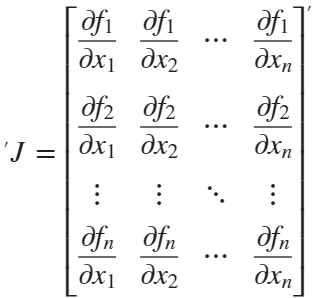 ′J = [ ∂f₁/∂x₁ ∂f₁/∂x₂ ⋯ ∂f₁/∂xₙ
∂f₂/∂x₁ ∂f₂/∂x₂ ⋯ ∂f₂/∂xₙ
⋮ ⋮ ⋱ ⋮
∂fₙ/∂x₁ ∂fₙ/∂x₂ ⋯ ∂fₙ/∂xₙ ]′